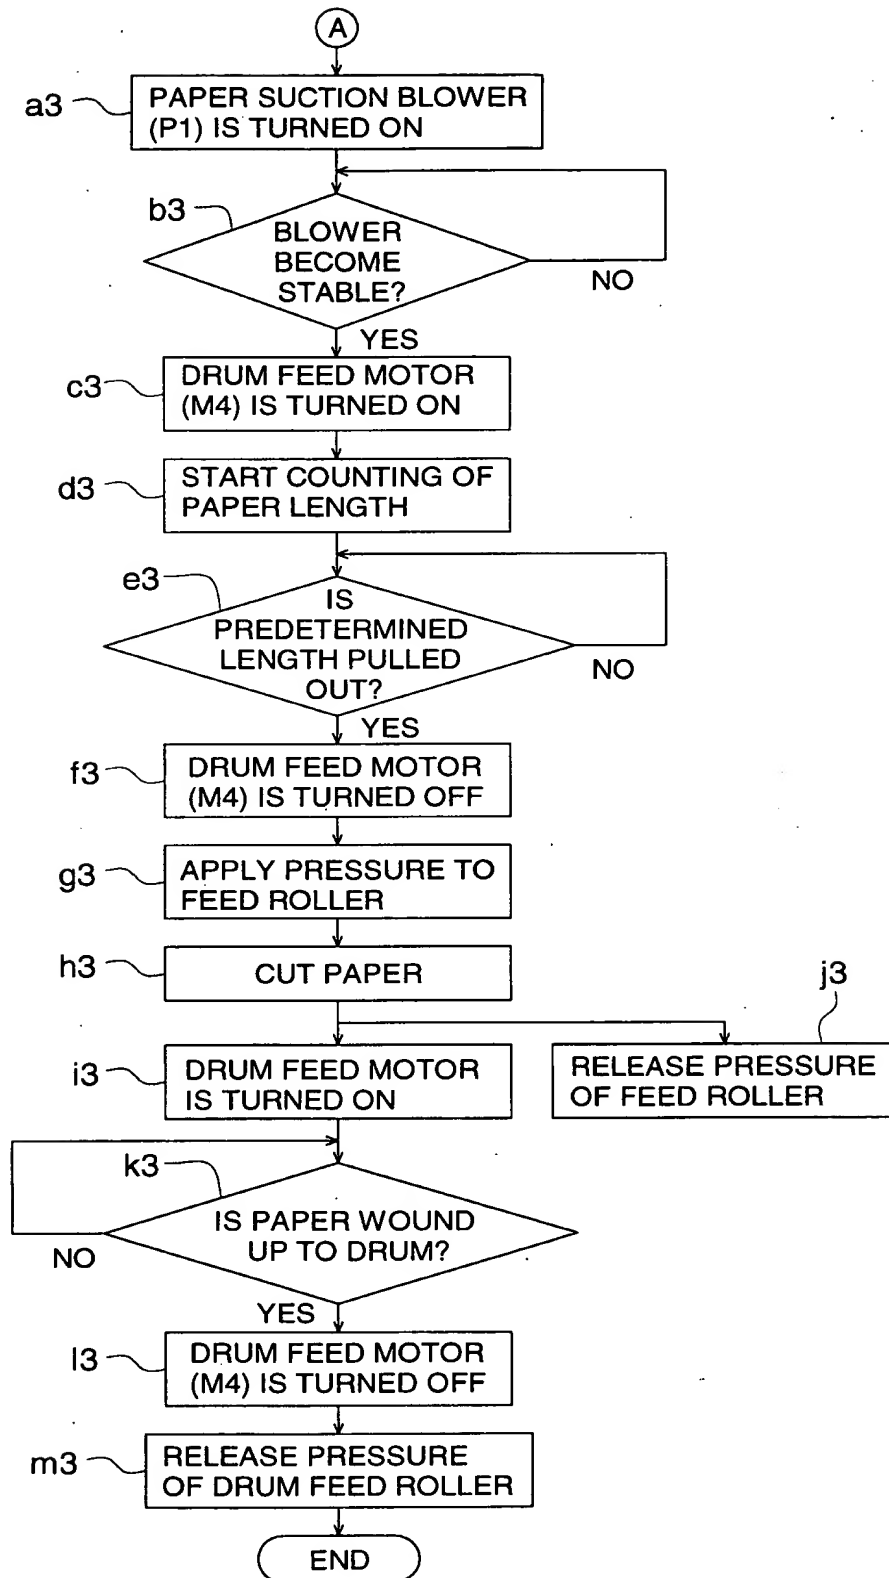 A
a3
PAPER SUCTION BLOWER
(P1) IS TURNED ON
b3
BLOWER
BECOME
STABLE?
NO
YES
c3
DRUM FEED MOTOR
(M4) IS TURNED ON
d3
START COUNTING OF
PAPER LENGTH
e3
IS
PREDETERMINED
LENGTH PULLED
OUT?
NO
YES
f3
DRUM FEED MOTOR
(M4) IS TURNED OFF
g3
APPLY PRESSURE TO
FEED ROLLER
h3
CUT PAPER
j3
i3
DRUM FEED MOTOR
IS TURNED ON
RELEASE PRESSURE
OF FEED ROLLER
k3
IS PAPER WOUND
UP TO DRUM?
NO
YES
l3
DRUM FEED MOTOR
(M4) IS TURNED OFF
m3
RELEASE PRESSURE
OF DRUM FEED ROLLER
END